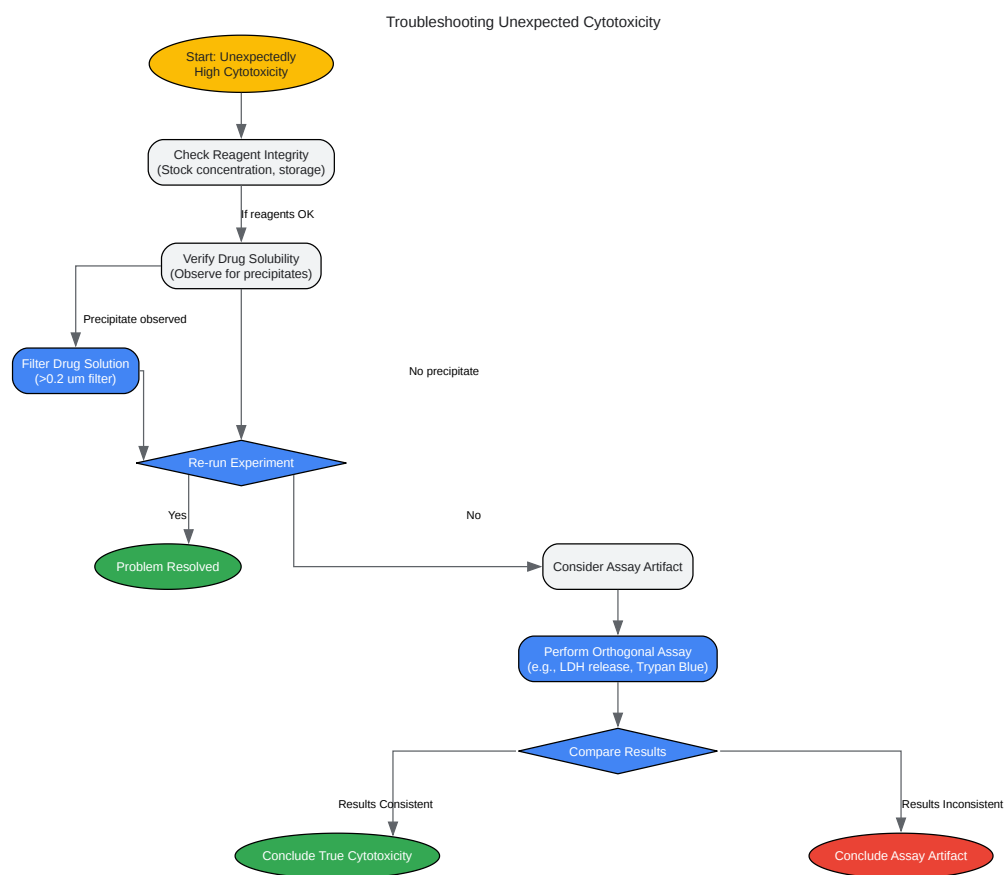 Troubleshooting Unexpected Cytotoxicity
Start: Unexpectedly
High Cytotoxicity
Check Reagent Integrity
(Stock concentration, storage)
If reagents OK
Verify Drug Solubility
(Observe for precipitates)
Precipitate observed
Filter Drug Solution
(>0.2 um filter)
No precipitate
Re-run Experiment
Yes
No
Problem Resolved
Consider Assay Artifact
Perform Orthogonal Assay
(e.g., LDH release, Trypan Blue)
Compare Results
Results Consistent
Results Inconsistent
Conclude True Cytotoxicity
Conclude Assay Artifact